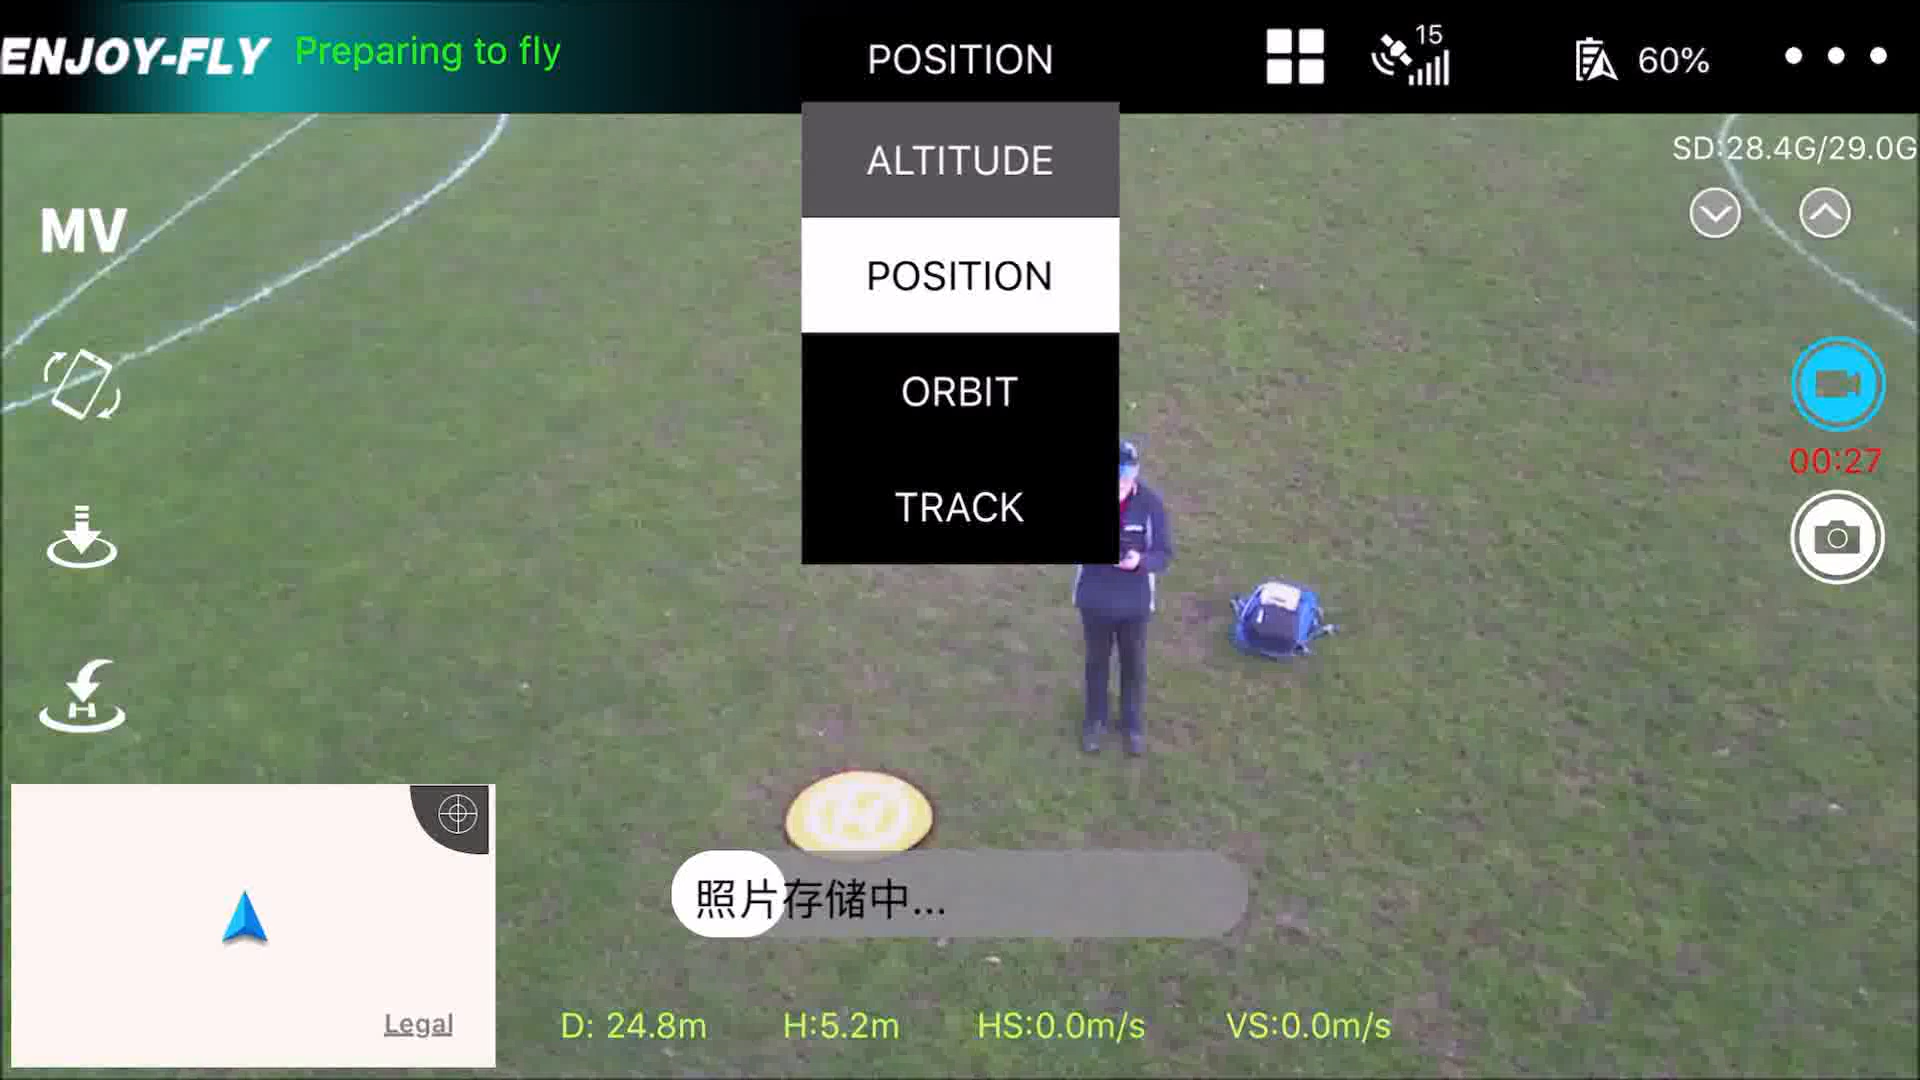 ENJOY-FLY
Preparing to fly
POSITION
15
60%
ALTITUDE
SD:28.4G/29.0G
MV
POSITION
ORBIT
00:27
TRACK
照片存储中...
Legal
D: 24.8m
H:5.2m
HS:0.0m/s
VS:0.0m/s